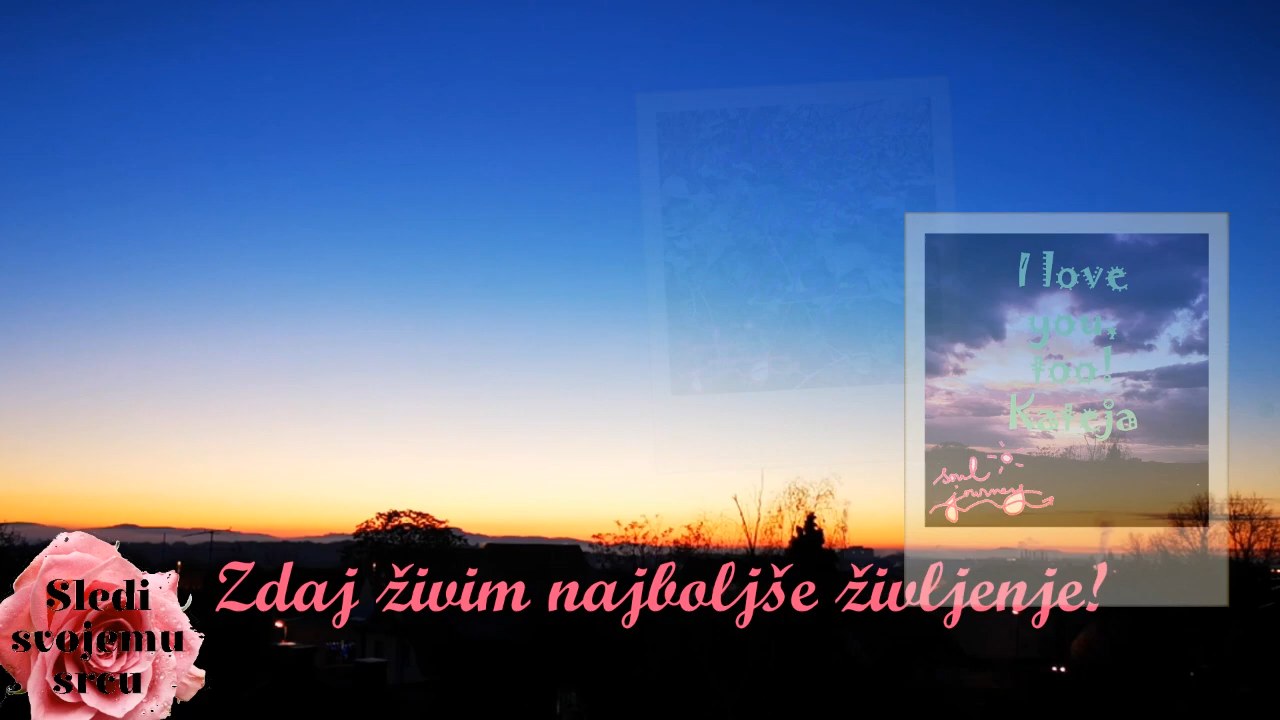 I love
you,
too!
Kateja
soul
journey
Zdaj živim najboljše življenje!
Sledi
svojemu
srcu